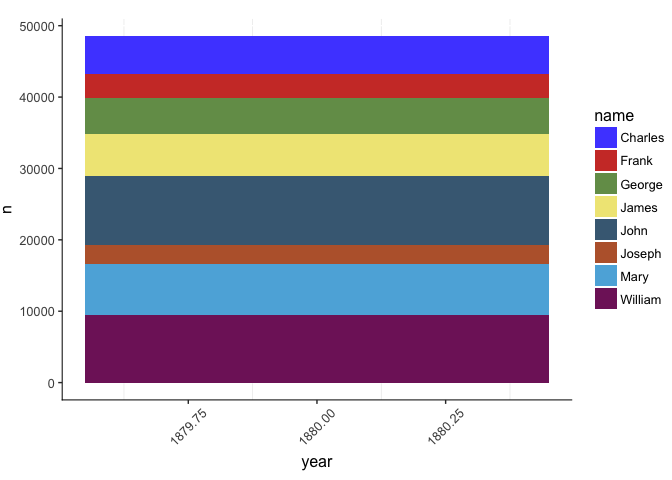 50000
40000
30000
20000
10000
0
n
1879.75
1880.00
1880.25
year
name
Charles
Frank
George
James
John
Joseph
Mary
William